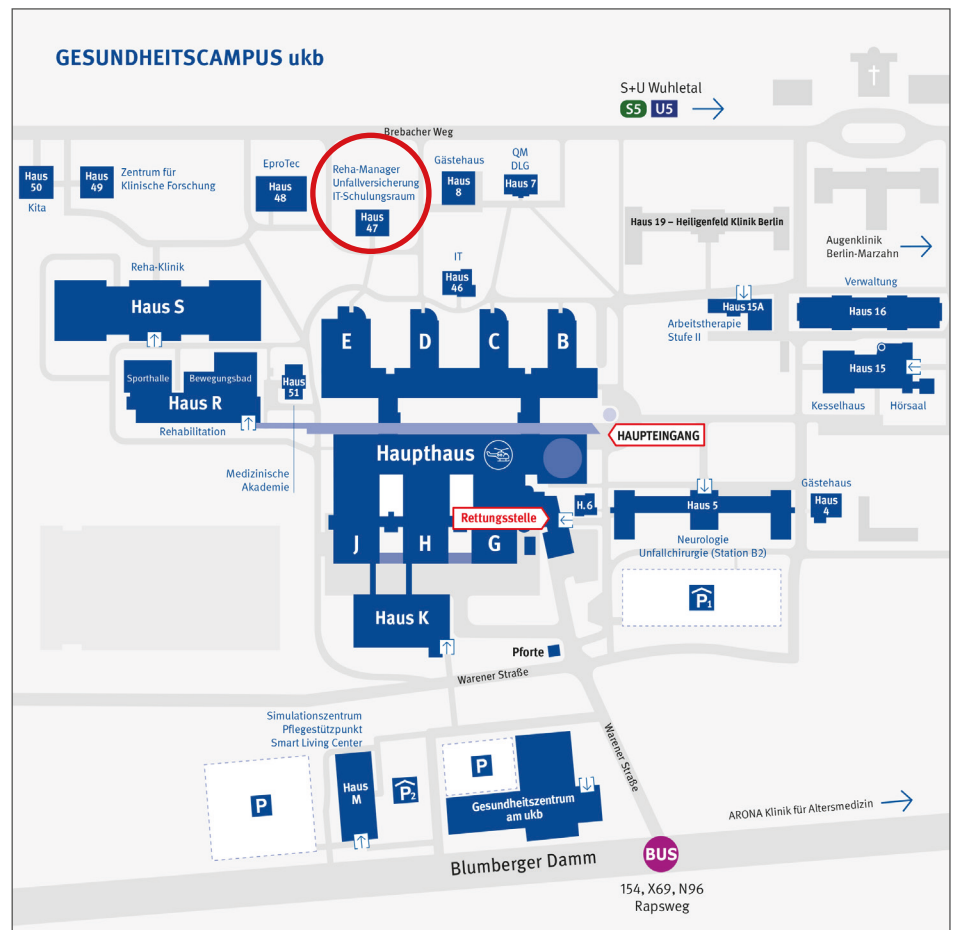 GESUNDHEITSCAMPUS ukb
S+U Wuhletal
S5 U5
Brebacher Weg
Haus
50
Kita
Haus
49
Zentrum für
Klinische Forschung
EproTec
Haus
48
Reha-Manager
Unfallversicherung
IT-Schulungsraum
Haus
47
Gästehaus
Haus
8
QM
DLG
Haus 7
Haus 19 – Heiligenfeld Klinik Berlin
Augenklinik
Berlin-Marzahn
IT
Haus
46
Reha-Klinik
Haus S
Verwaltung
Haus 16
Haus 15A
Arbeitstherapie
Stufe II
E
D
C
B
Haus 15
Kesselhaus
Hörsaal
Sporthalle
Bewegungsbad
Haus R
Rehabilitation
Haus
51
Medizinische
Akademie
HAUPTEINGANG
Haupthaus
Rettungsstelle
H.6
Haus 5
Neurologie
Unfallchirurgie (Station B2)
Gästehaus
Haus
4
J
H
G
P1
Haus K
Pforte
Warener Straße
Simulationszentrum
Pflegestützpunkt
Smart Living Center
Warener Straße
P
Haus
M
P2
P
Gesundheitszentrum
am ukb
ARONA Klinik für Altersmedizin
Blumberger Damm
BUS
154, X69, N96
Rapsweg